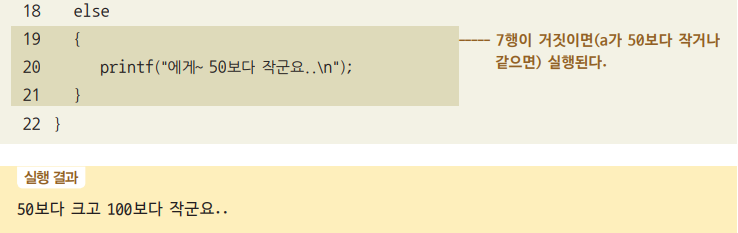 18 else
19 {
20 printf("에게~ 50보다 작군요..\n");
21 }
22 }
7행이 거짓이면(a가 50보다 작거나
같으면) 실행된다.
실행 결과
50보다 크고 100보다 작군요..